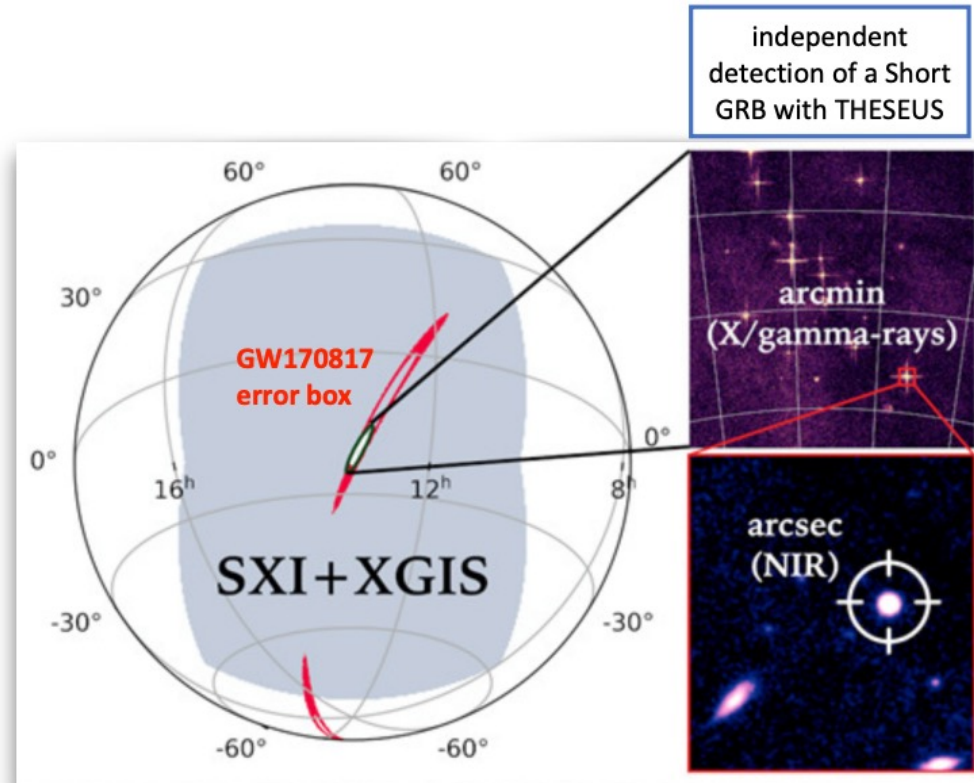 independent
detection of a Short
GRB with THESEUS
60°
60°
30°
GW170817
error box
arcmin
(X/gamma-rays)
0°
0°
16h
12h
8h
arcsec
(NIR)
SXI+XGIS
-30°
-30°
-60°
-60°